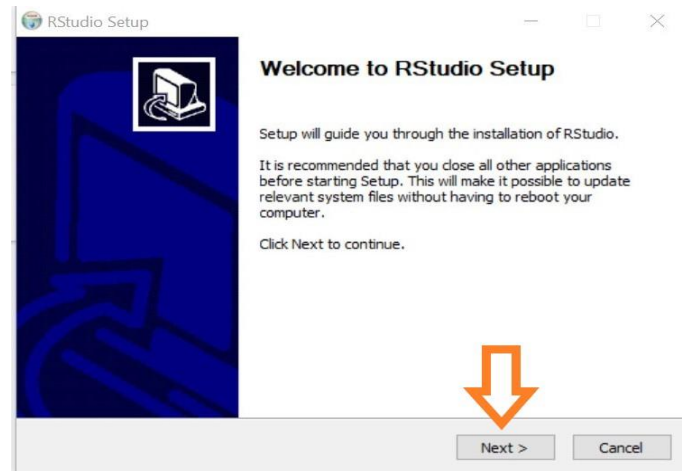 RStudio Setup
Welcome to RStudio Setup
Setup will guide you through the installation of RStudio.
It is recommended that you close all other applications
before starting Setup. This will make it possible to update
relevant system files without having to reboot your
computer.
Click Next to continue.
Next >
Cancel